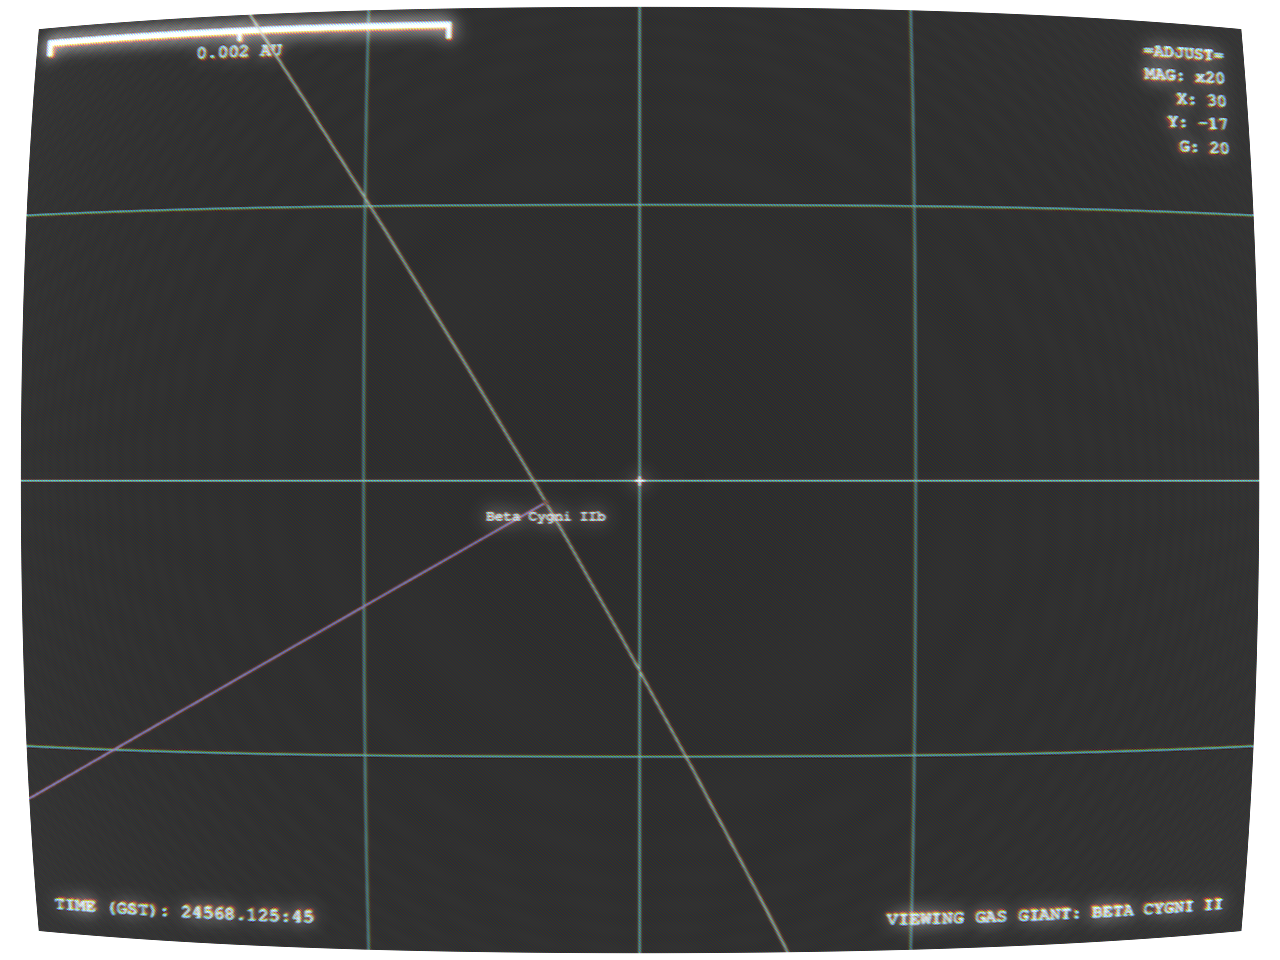 0.002 AU
=ADJUST=
MAG: x20
X: 30
Y: -17
G: 20
Beta Cygni IIb
TIME (GST): 24568.125:45
VIEWING GAS GIANT: BETA CYGNI II